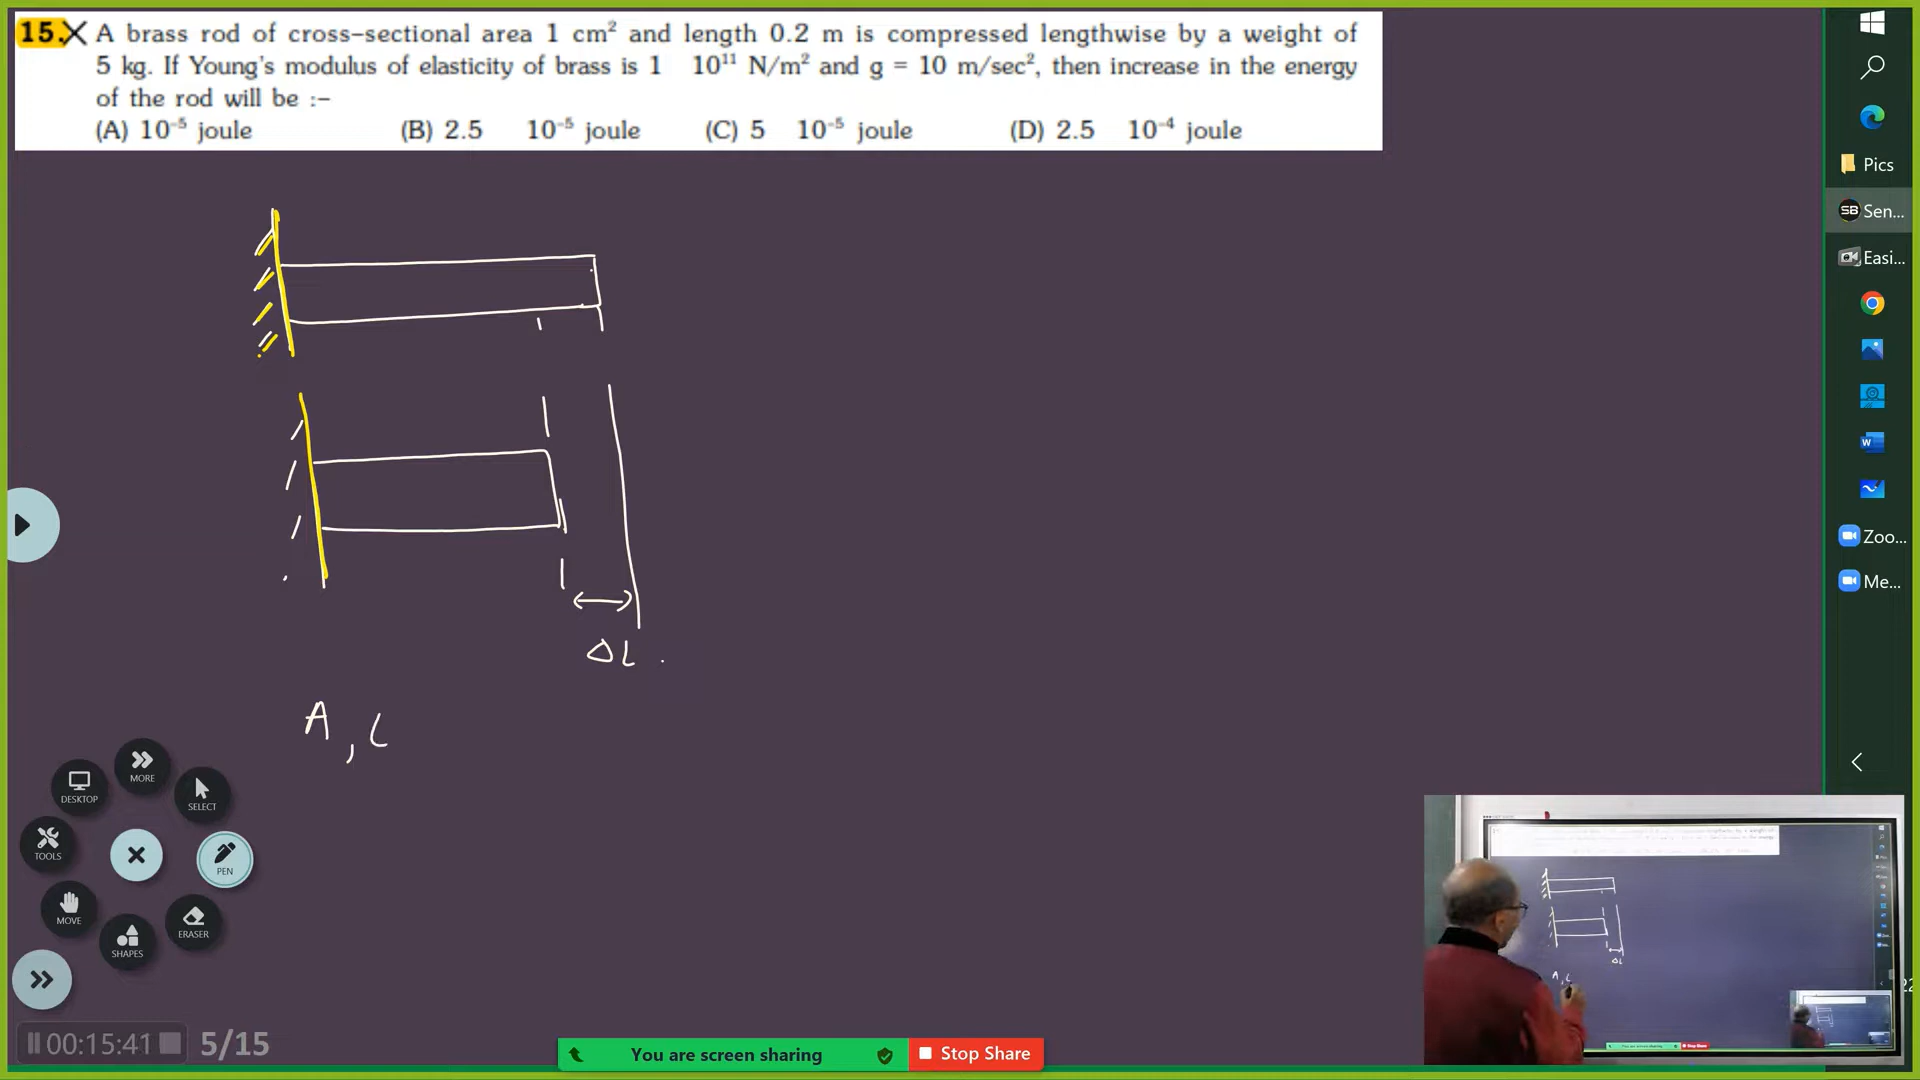 15. A brass rod of cross-sectional area 1 cm² and length 0.2 m is compressed lengthwise by a weight of
5 kg. If Young's modulus of elasticity of brass is 1 10¹¹ N/m² and g = 10 m/sec², then increase in the energy
of the rod will be :-
(A) 10⁻⁵ joule (B) 2.5 10⁻⁵ joule (C) 5 10⁻⁵ joule (D) 2.5 10⁻⁴ joule
Pics
Sen...
Easi...
Zoo...
Me...
ΔL
A, L
MORE
DESKTOP
SELECT
TOOLS
PEN
MOVE
ERASER
SHAPES
00:15:41 5/15
You are screen sharing Stop Share